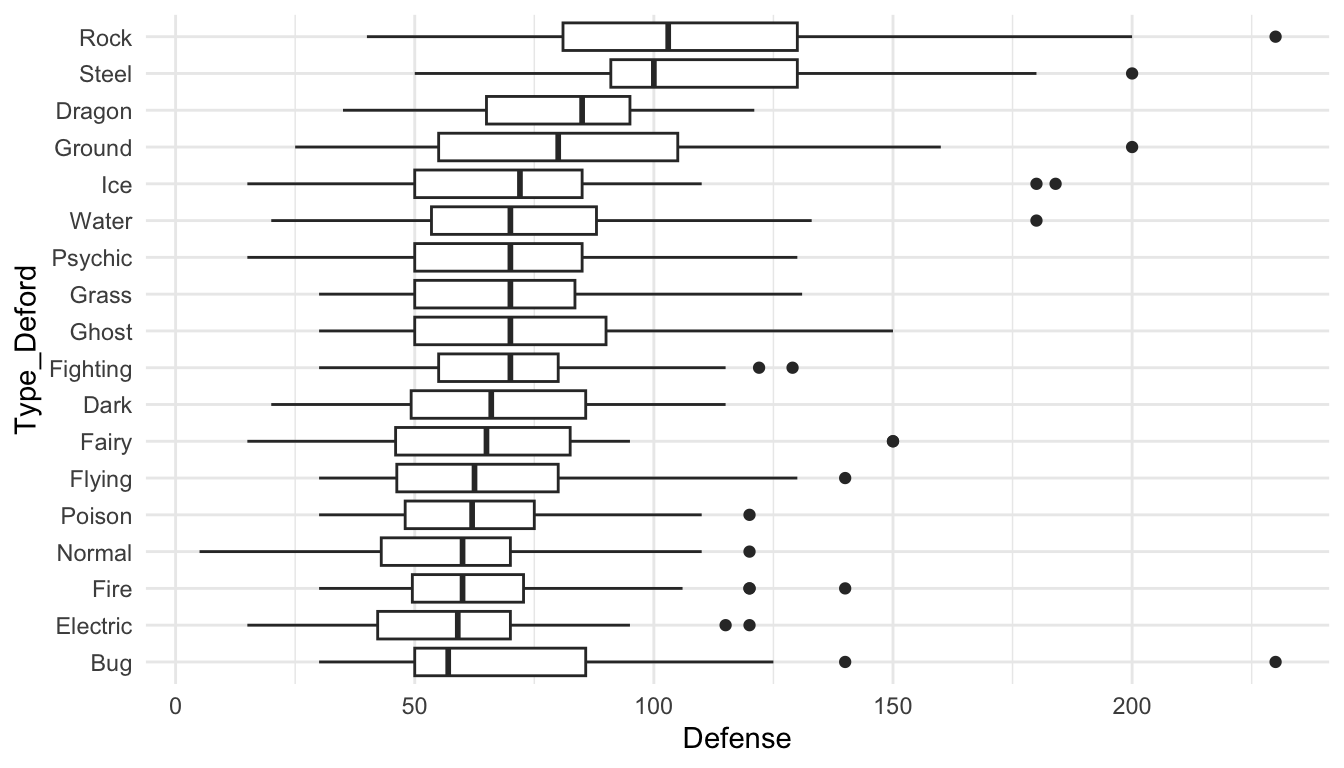 Type_Deford
Rock
Steel
Dragon
Ground
Ice
Water
Psychic
Grass
Ghost
Fighting
Dark
Fairy
Flying
Poison
Normal
Fire
Electric
Bug
0 50 100 150 200
Defense